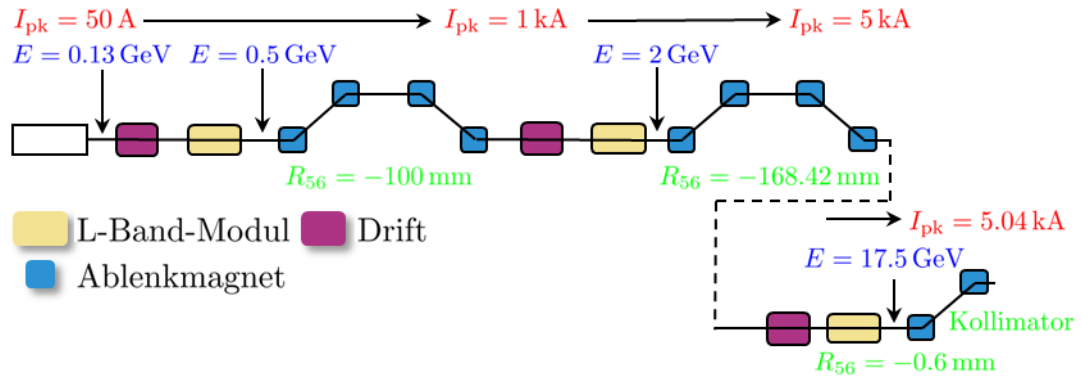 I_pk = 50 A I_pk = 1 kA I_pk = 5 kA
E = 0.13 GeV E = 0.5 GeV E = 2 GeV
R_56 = −100 mm R_56 = −168.42 mm
L-Band-Modul Drift
Ablenkmagnet
I_pk = 5.04 kA
E = 17.5 GeV
Kollimator
R_56 = −0.6 mm